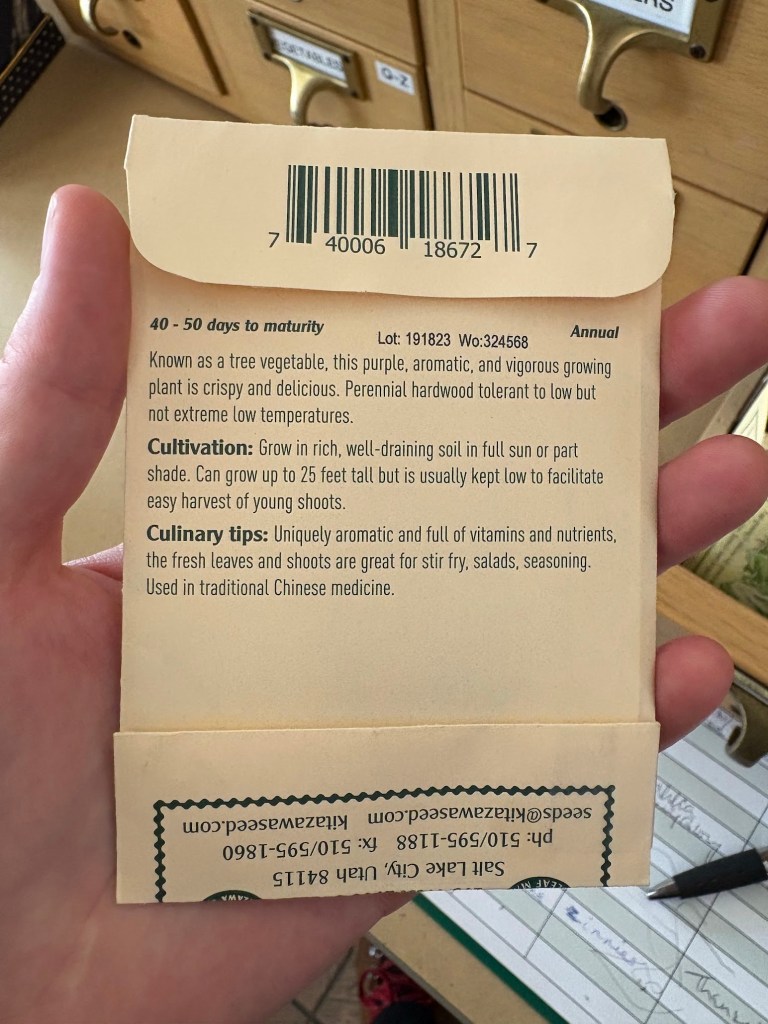 VEGETABLES
Q-Z
7 40006 18672 7
40 - 50 days to maturity
Lot: 191823 Wo:324568
Annual
Known as a tree vegetable, this purple, aromatic, and vigorous growing
plant is crispy and delicious. Perennial hardwood tolerant to low but
not extreme low temperatures.
Cultivation: Grow in rich, well-draining soil in full sun or part
shade. Can grow up to 25 feet tall but is usually kept low to facilitate
easy harvest of young shoots.
Culinary tips: Uniquely aromatic and full of vitamins and nutrients,
the fresh leaves and shoots are great for stir fry, salads, seasoning.
Used in traditional Chinese medicine.
Salt Lake City, Utah 84115
ph: 510/595-1188 fx: 510/595-1860
seeds@kitazawaseed.com kitazawaseed.com